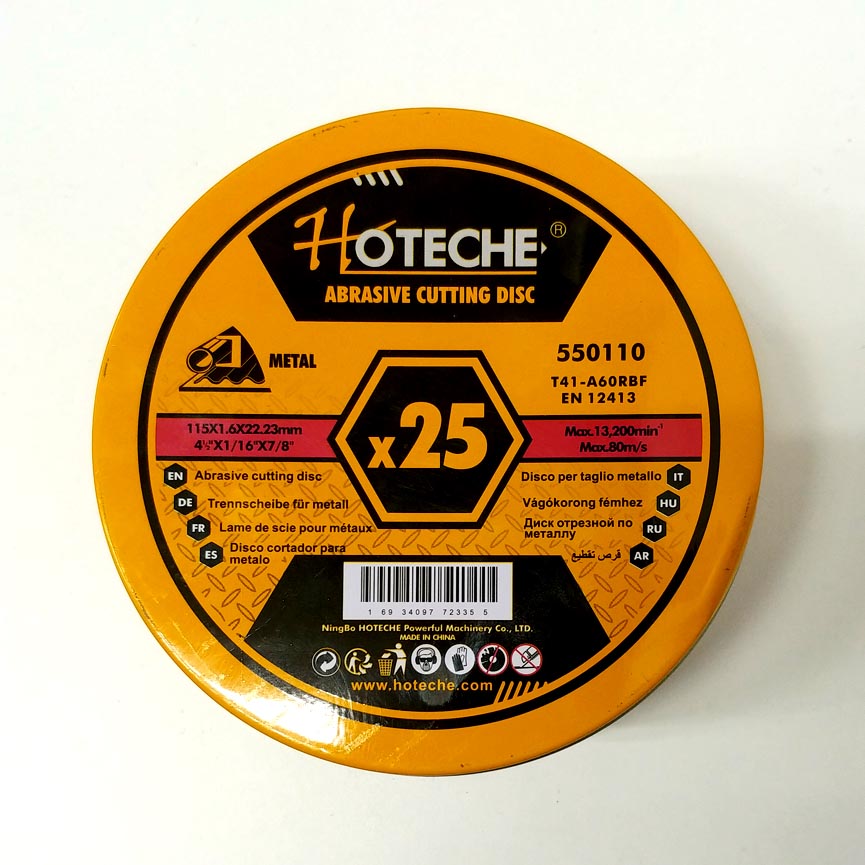 HOTECHE®
ABRASIVE CUTTING DISC
METAL
550110
T41-A60RBF
EN 12413
115X1.6X22.23mm
4½"X1/16"X7/8"
x25
Max.13,200min⁻¹
Max.80m/s
EN Abrasive cutting disc
DE Trennscheibe für metall
FR Lame de scie pour métaux
ES Disco cortador para
metalo
Disco per taglio metallo IT
Vágókorong fémhez HU
Диск отрезной по
металлу RU
قرص تقطيع AR
1 69 34097 72335 5
NingBo HOTECHE Powerful Machinery Co., LTD.
MADE IN CHINA
www.hoteche.com